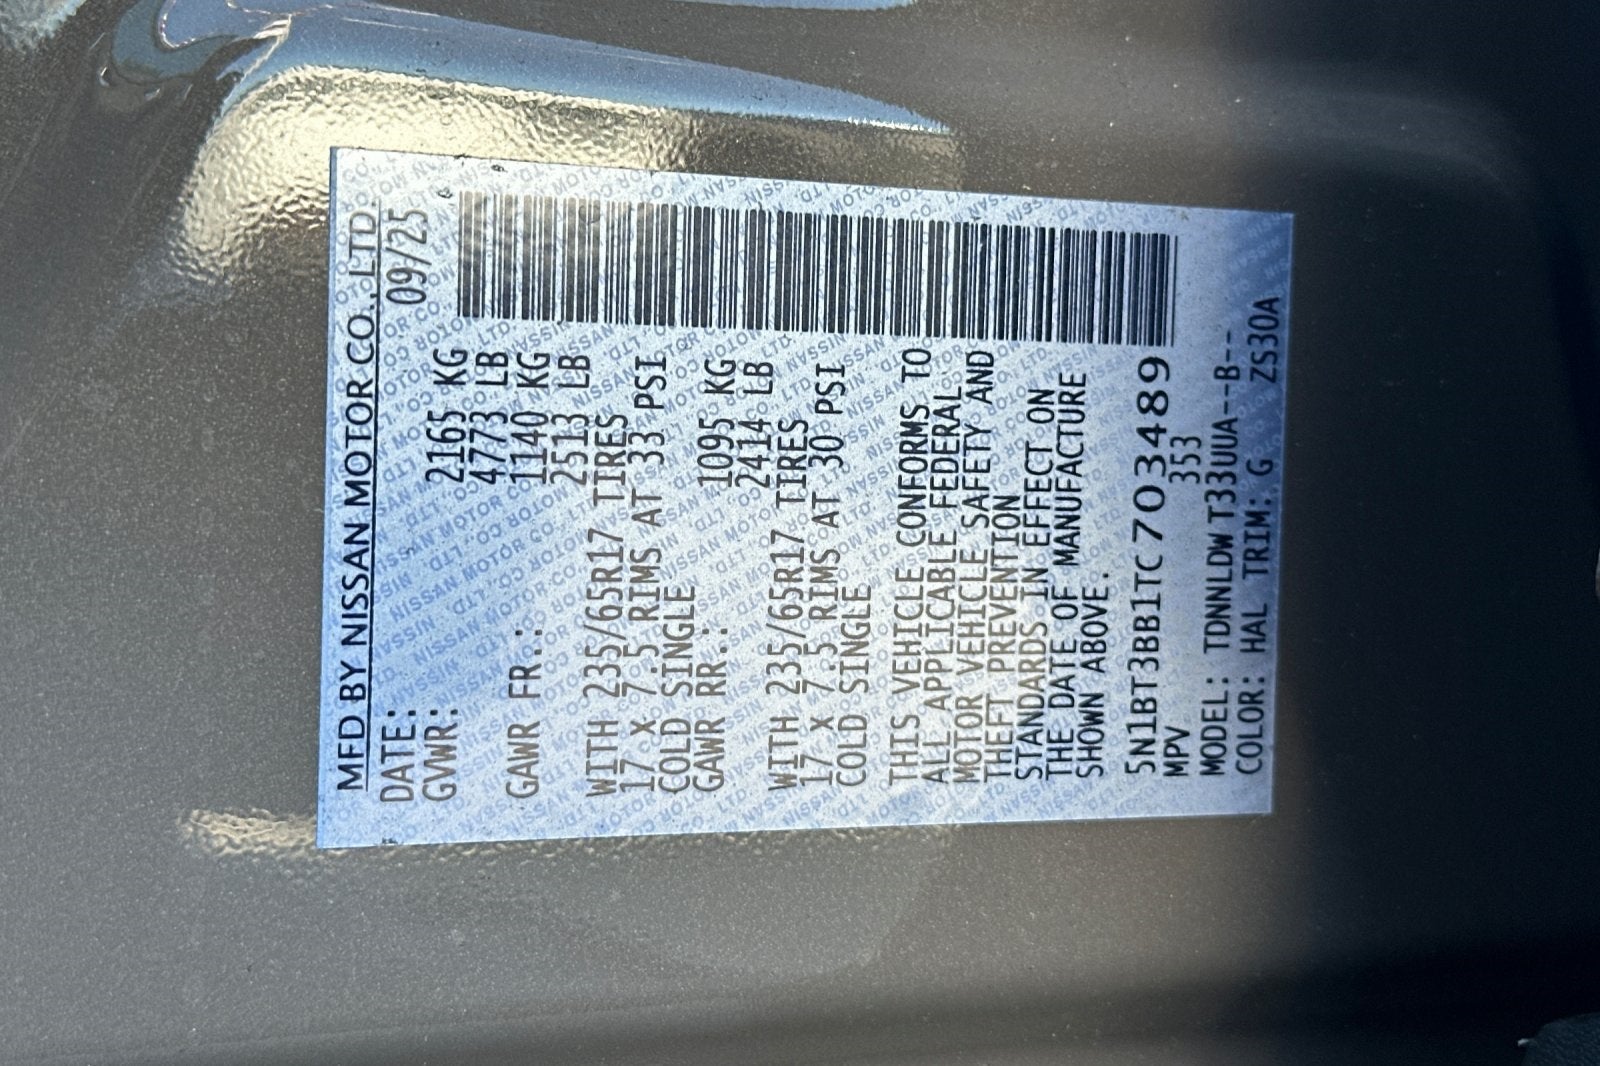 MFD BY NISSAN MOTOR CO., LTD.
DATE: 09/25
GVWR: 2165 KG
4773 LB
GAWR FR.: 1140 KG
2513 LB
WITH 235/65R17 TIRES
17 x 7.5 RIMS AT 33 PSI
COLD SINGLE
GAWR RR.: 1095 KG
2414 LB
WITH 235/65R17 TIRES
17 x 7.5 RIMS AT 30 PSI
COLD SINGLE
THIS VEHICLE CONFORMS TO
ALL APPLICABLE FEDERAL
MOTOR VEHICLE SAFETY AND
THEFT PREVENTION
STANDARDS IN EFFECT ON
THE DATE OF MANUFACTURE
SHOWN ABOVE.
5N1BT3BB1TC703489
MPV 353
MODEL: TDNNLDW T33UUA--B--
COLOR: HAL TRIM: G ZS30A